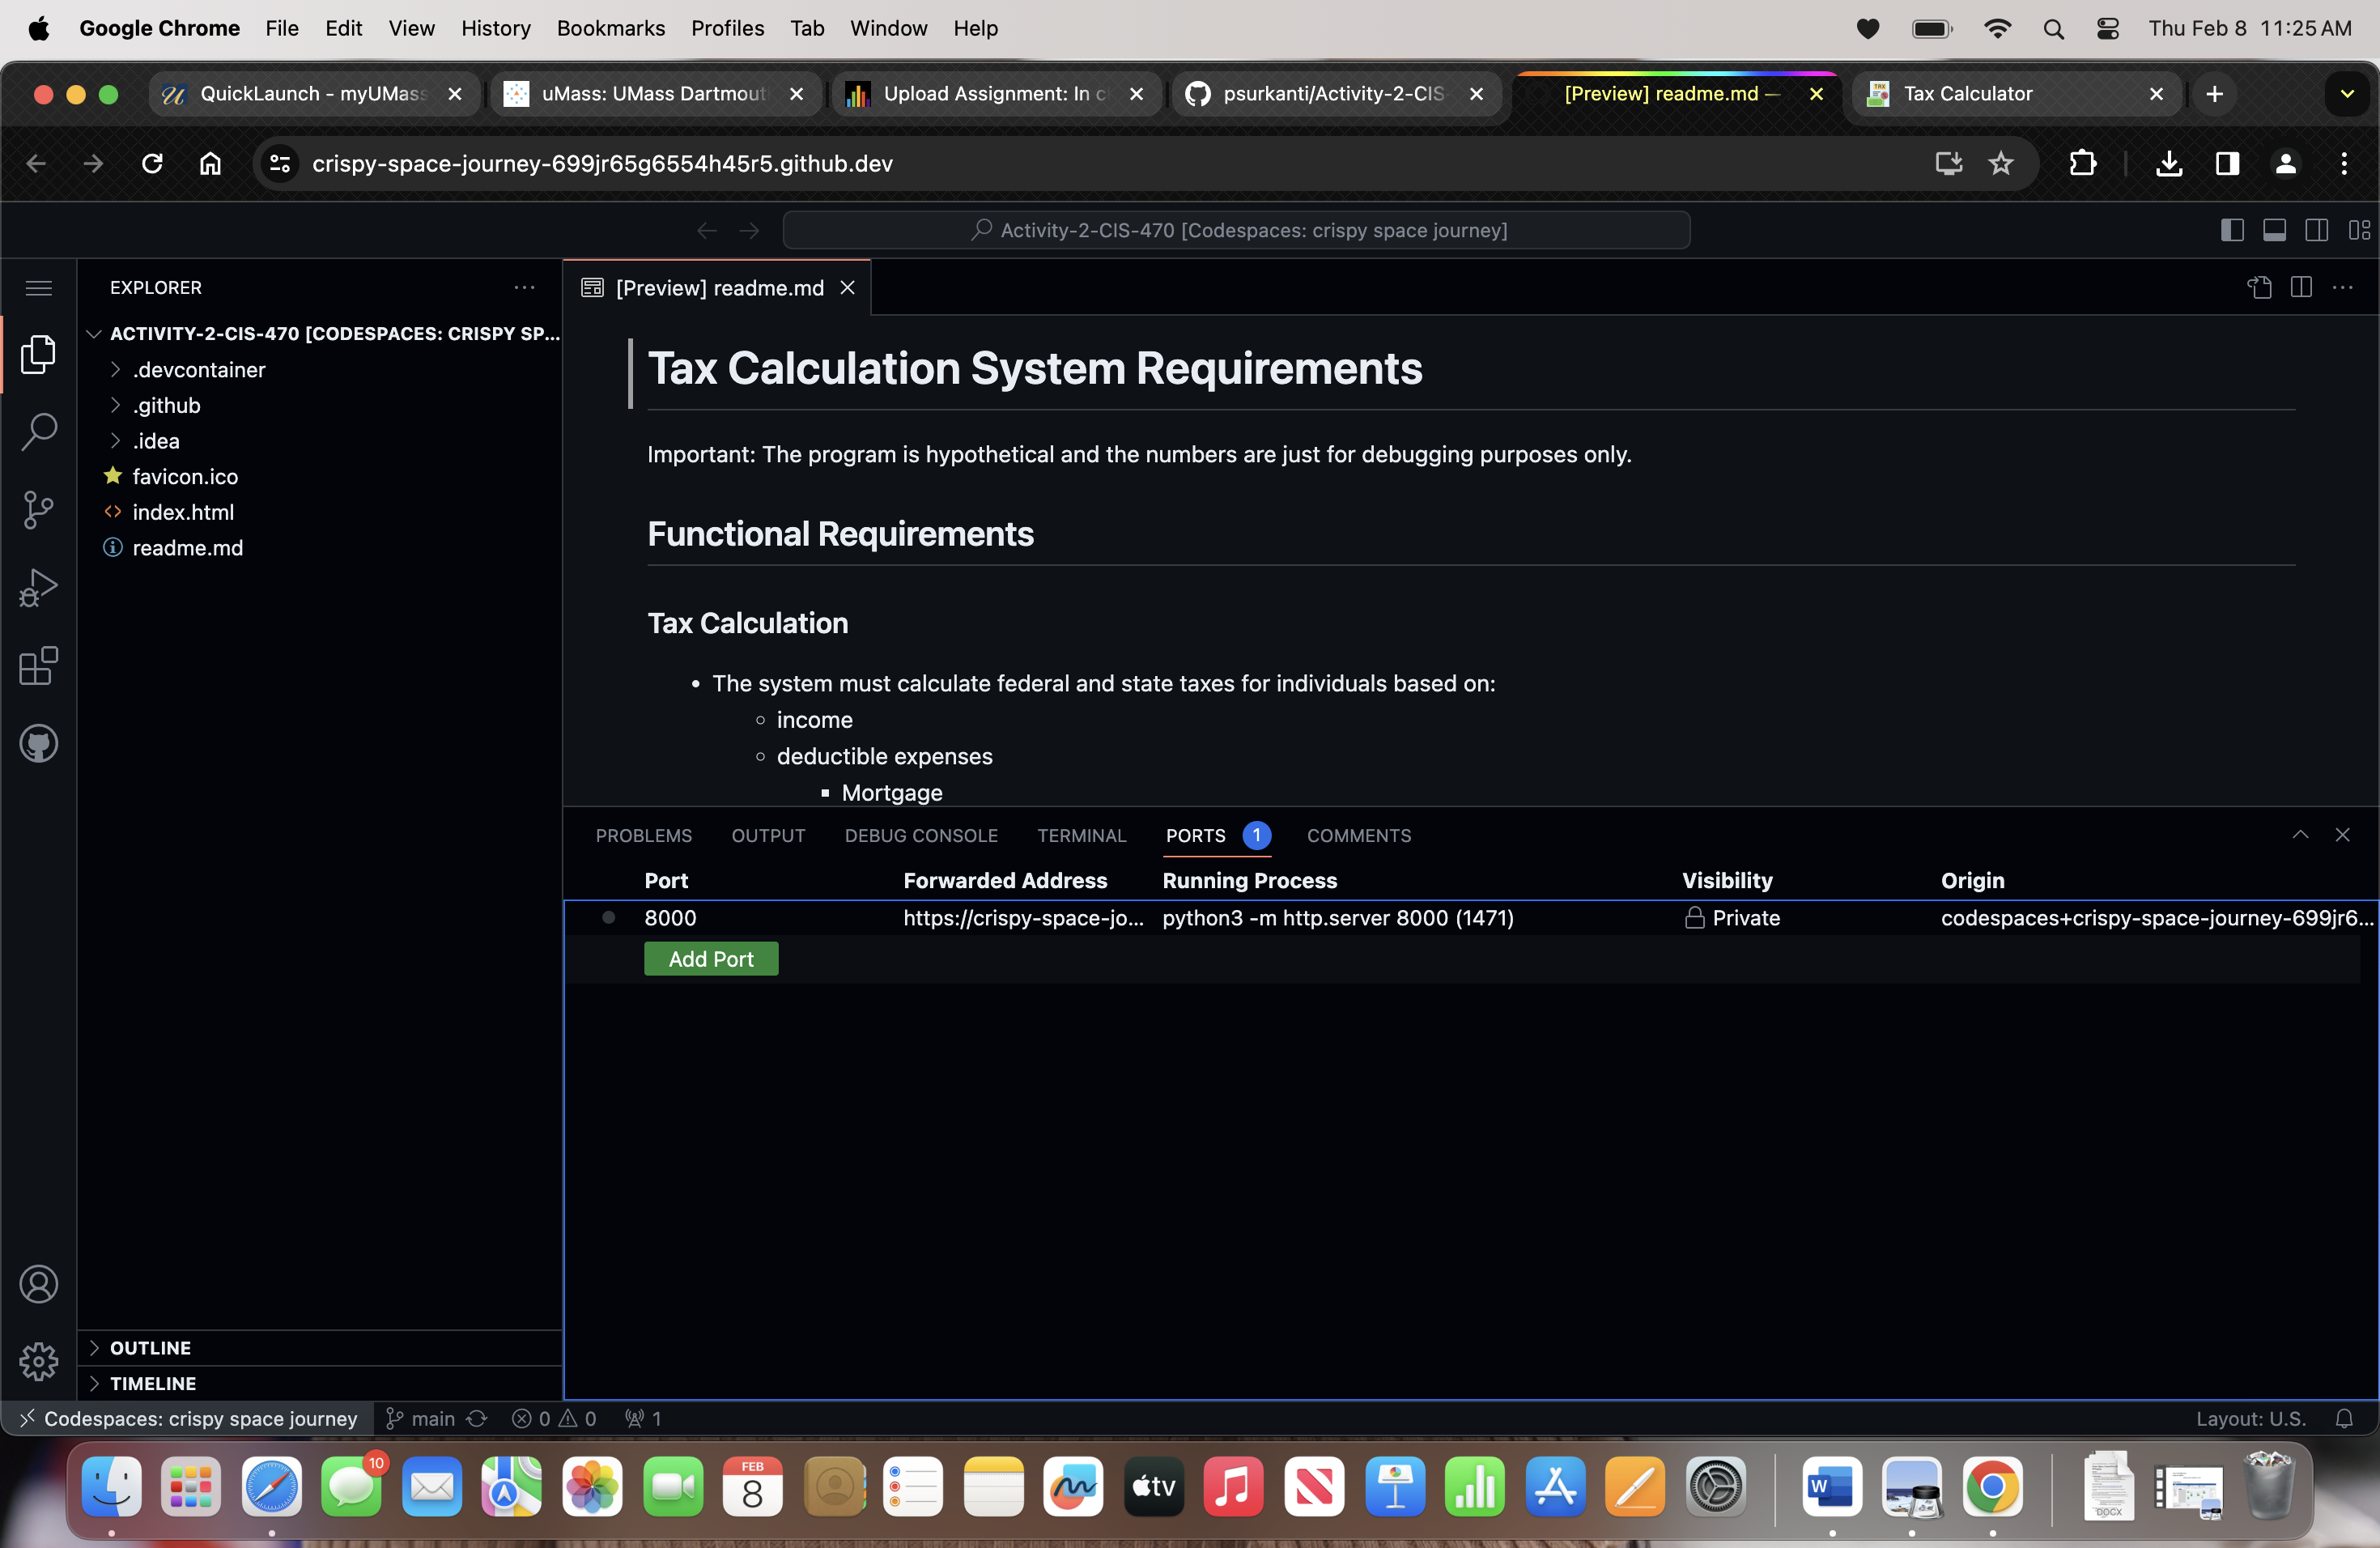 Google Chrome File Edit View History Bookmarks Profiles Tab Window Help Thu Feb 8 11:25 AM
QuickLaunch - myUMass uMass: UMass Dartmout Upload Assignment: In c psurkanti/Activity-2-CIS- [Preview] readme.md — Tax Calculator
crispy-space-journey-699jr65g6554h45r5.github.dev
Activity-2-CIS-470 [Codespaces: crispy space journey]
EXPLORER
[Preview] readme.md
ACTIVITY-2-CIS-470 [CODESPACES: CRISPY SP...
.devcontainer
.github
.idea
favicon.ico
index.html
readme.md
Tax Calculation System Requirements
Important: The program is hypothetical and the numbers are just for debugging purposes only.
Functional Requirements
Tax Calculation
• The system must calculate federal and state taxes for individuals based on:
○ income
○ deductible expenses
▪ Mortgage
PROBLEMS OUTPUT DEBUG CONSOLE TERMINAL PORTS 1 COMMENTS
Port Forwarded Address Running Process Visibility Origin
8000 https://crispy-space-jo... python3 -m http.server 8000 (1471) Private codespaces+crispy-space-journey-699jr6...
Add Port
OUTLINE
TIMELINE
Codespaces: crispy space journey main 0 0 1 Layout: U.S.
10
FEB
8
tv
W
DOCX